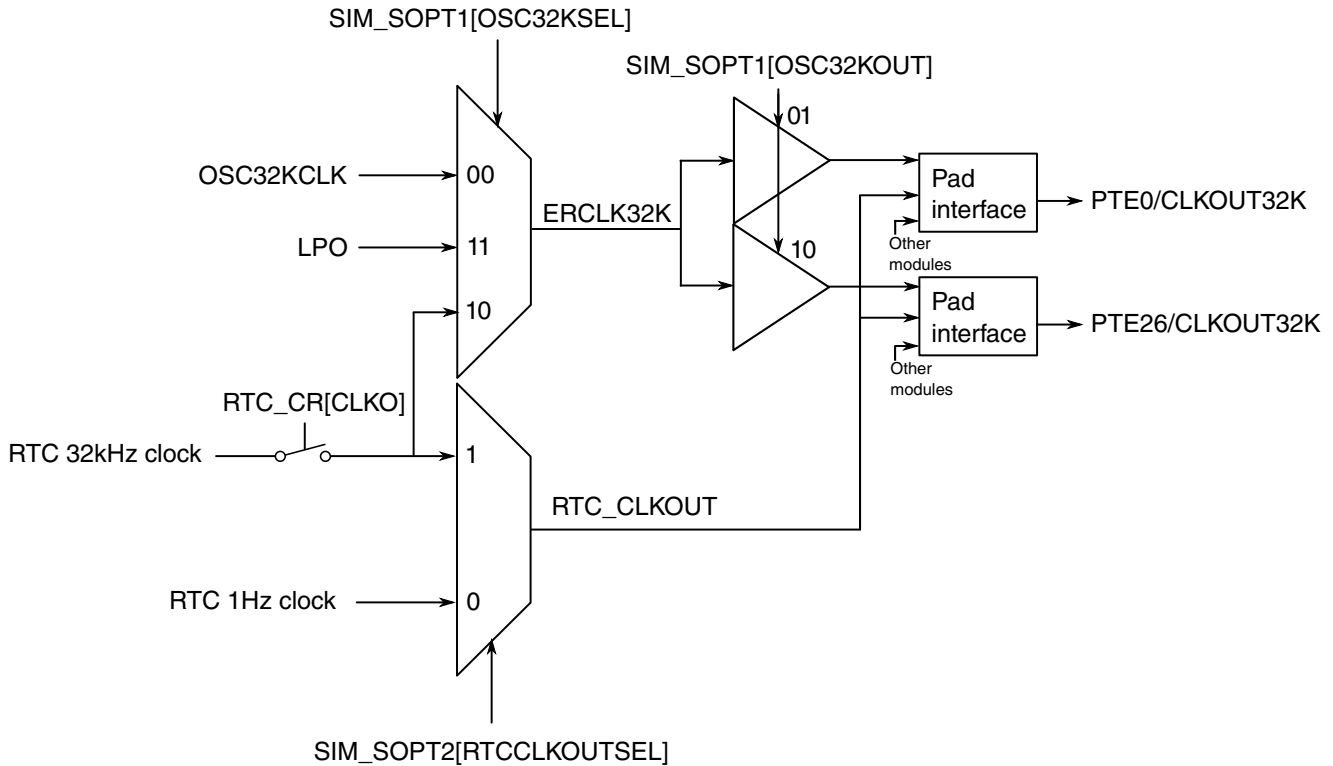 SIM_SOPT1[OSC32KSEL]
SIM_SOPT1[OSC32KOUT]
01
OSC32KCLK
00
Pad
interface
PTE0/CLKOUT32K
ERCLK32K
LPO
11
Other
modules
10
10
Pad
interface
PTE26/CLKOUT32K
Other
modules
RTC_CR[CLKO]
RTC 32kHz clock
1
RTC_CLKOUT
RTC 1Hz clock
0
SIM_SOPT2[RTCCLKOUTSEL]